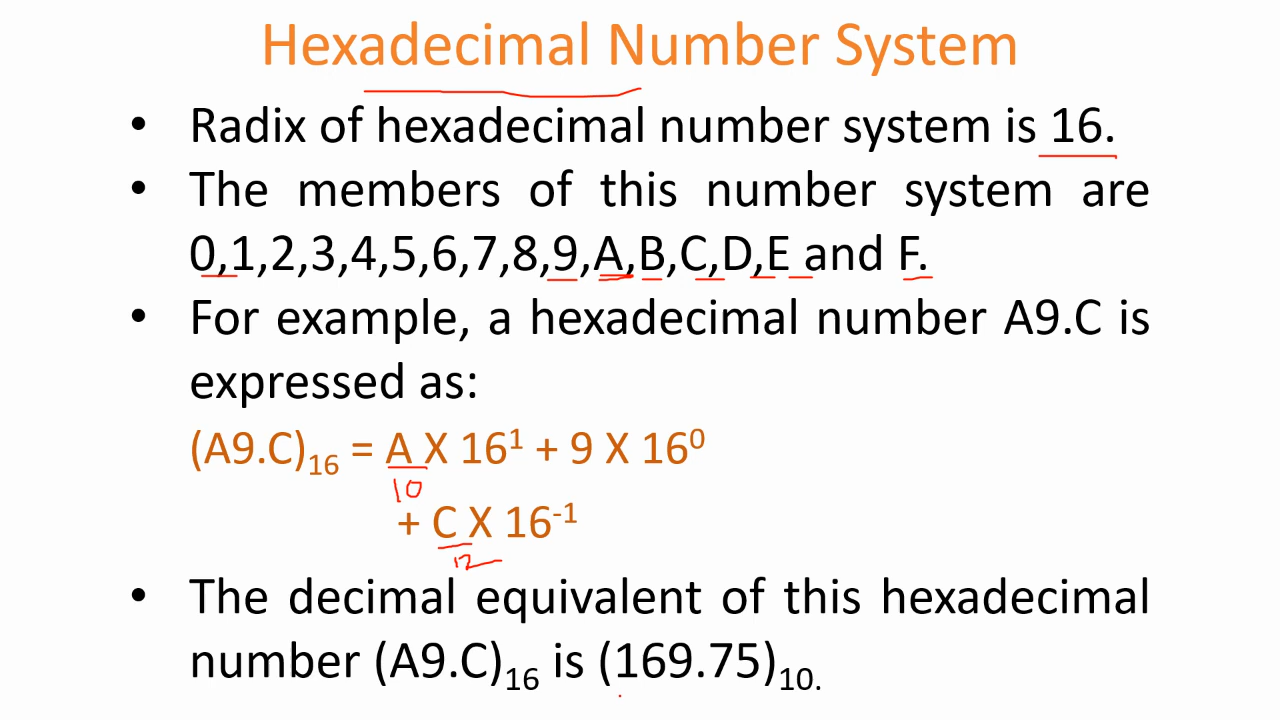 Hexadecimal Number System
• Radix of hexadecimal number system is 16.
• The members of this number system are
0,1,2,3,4,5,6,7,8,9,A,B,C,D,E and F.
• For example, a hexadecimal number A9.C is
expressed as:
(A9.C)₁₆ = A X 16¹ + 9 X 16⁰
10
+ C X 16⁻¹
12
• The decimal equivalent of this hexadecimal
number (A9.C)₁₆ is (169.75)₁₀.